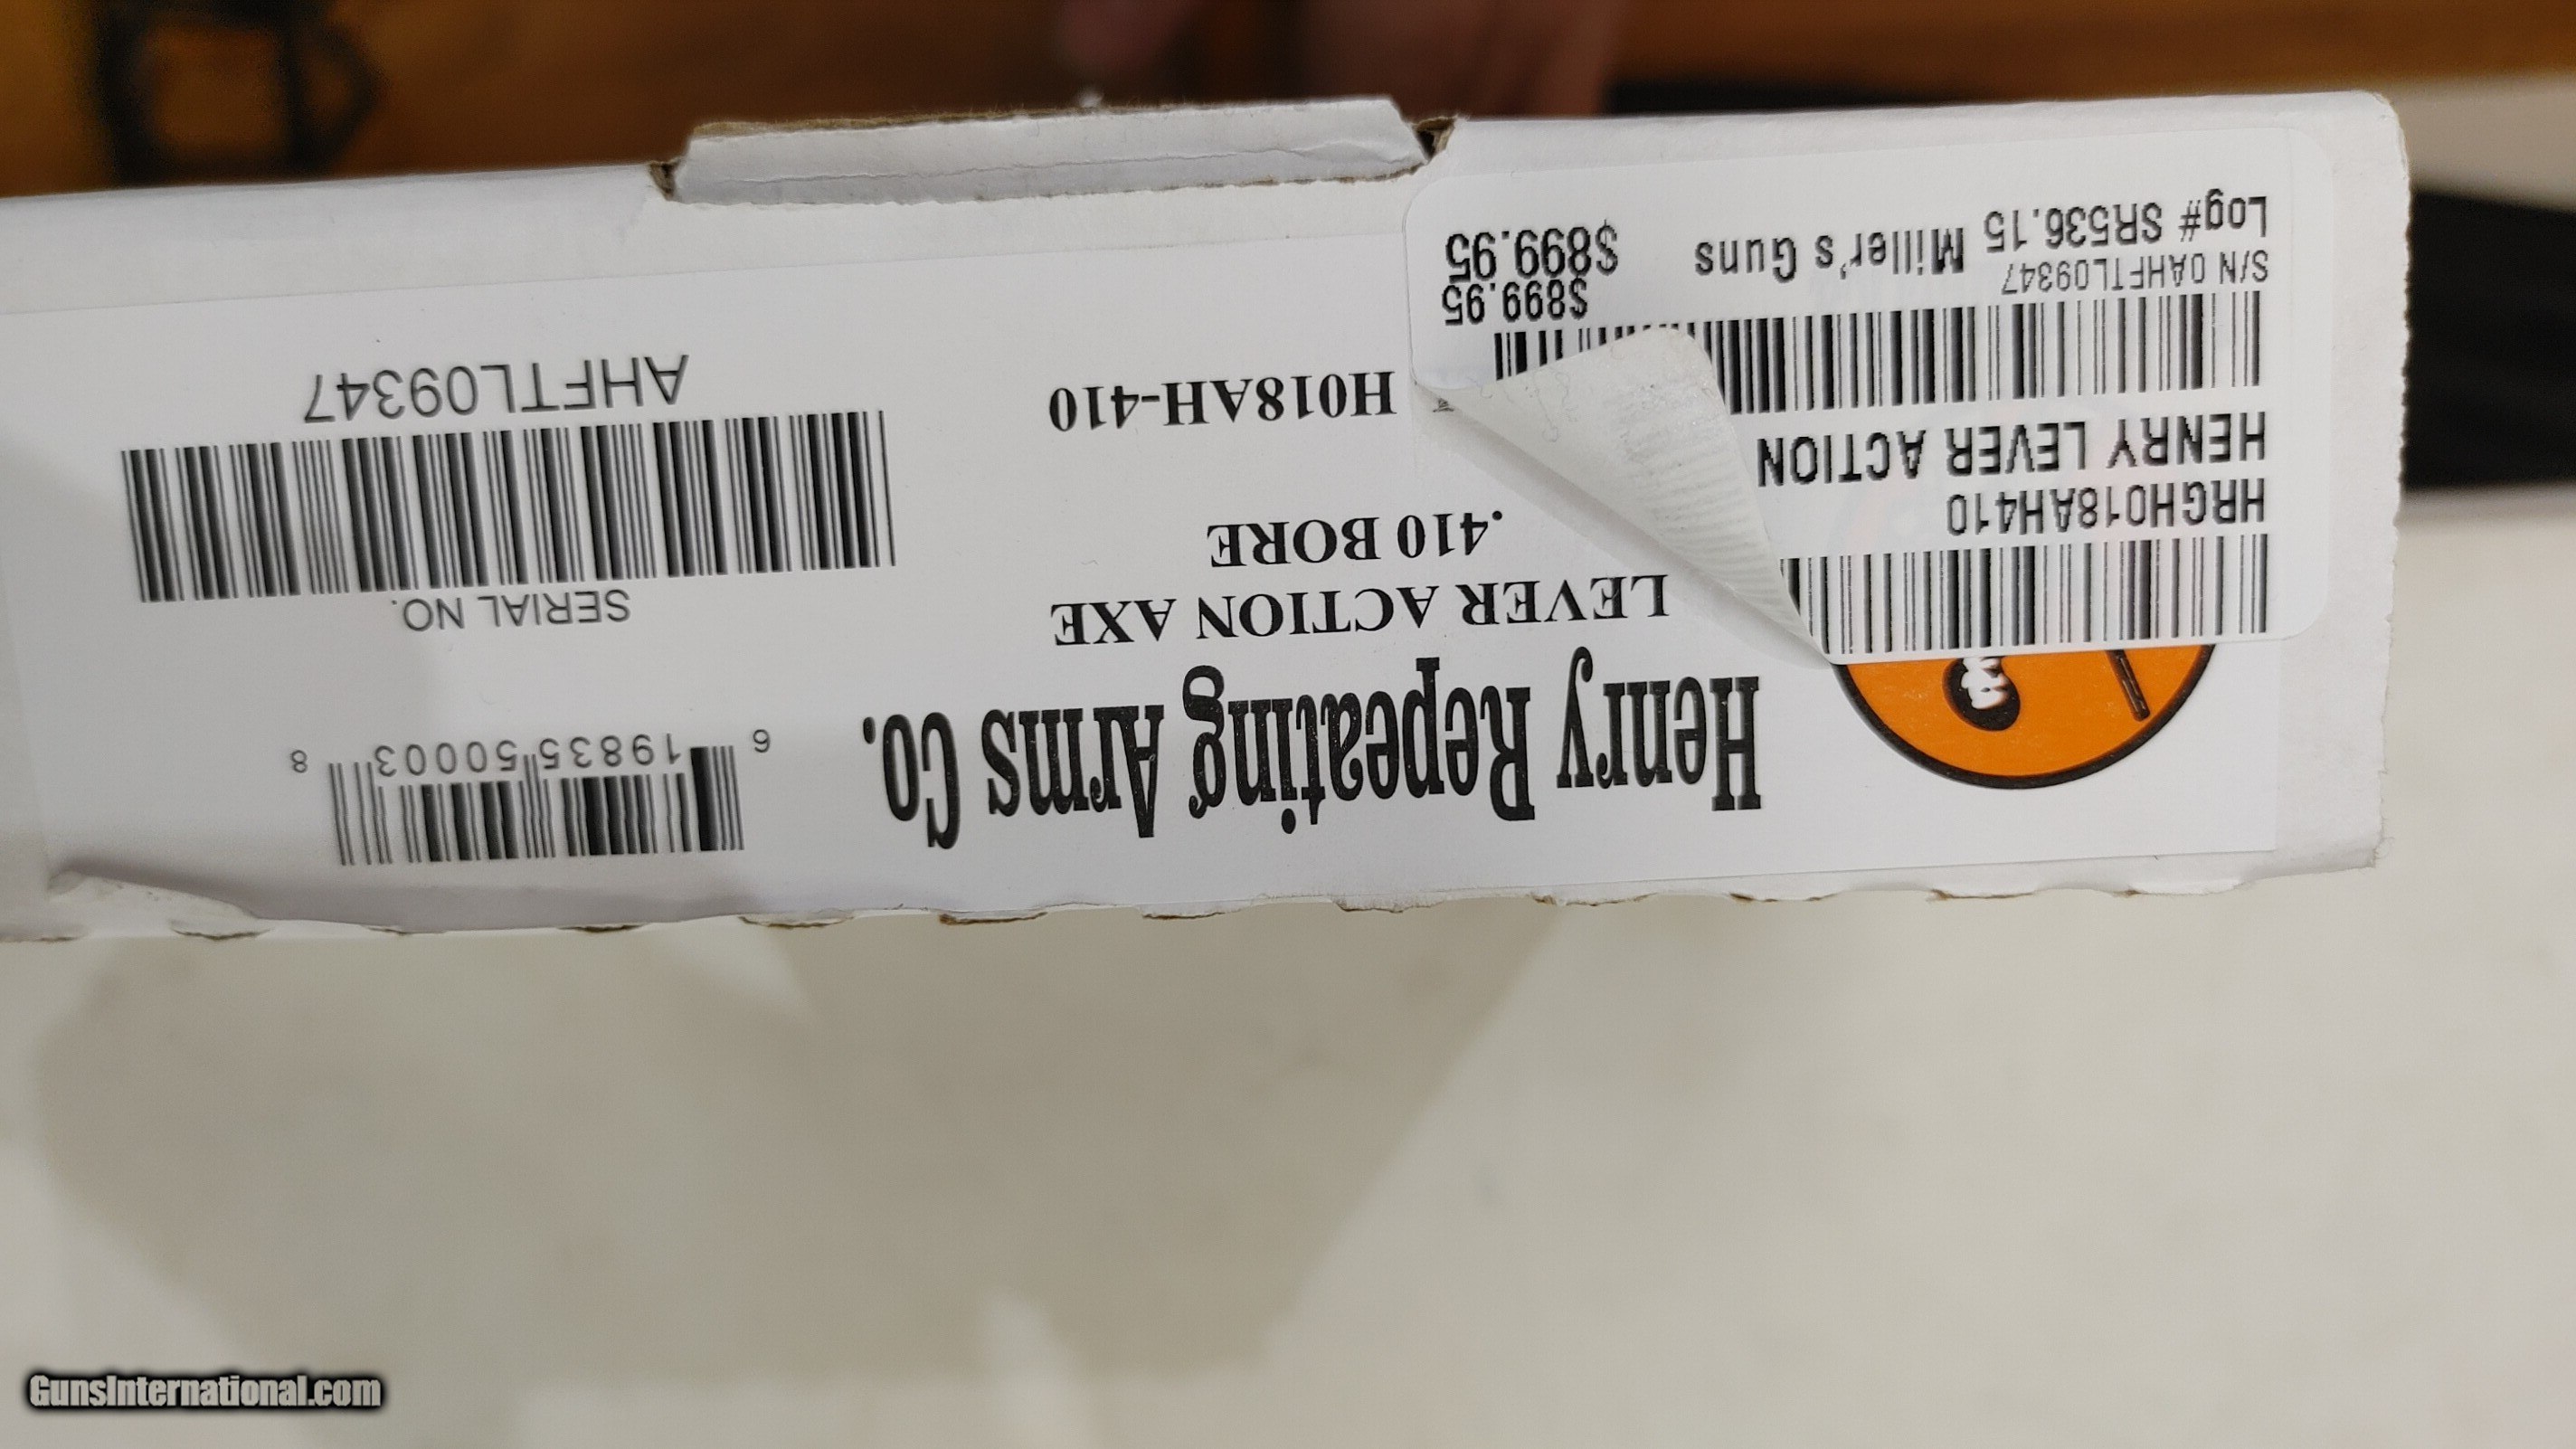 Henry Repeating Arms Co.
LEVER ACTION AXE
.410 BORE
H018AH-410
6 19835 50003 8
SERIAL NO.
AHFTL09347
HRGH018AH410
HENRY LEVER ACTION
S/N 0AHFTL09347
$899.95
Log# SR536.15 Miller's Guns $899.95
GunsInternational.com